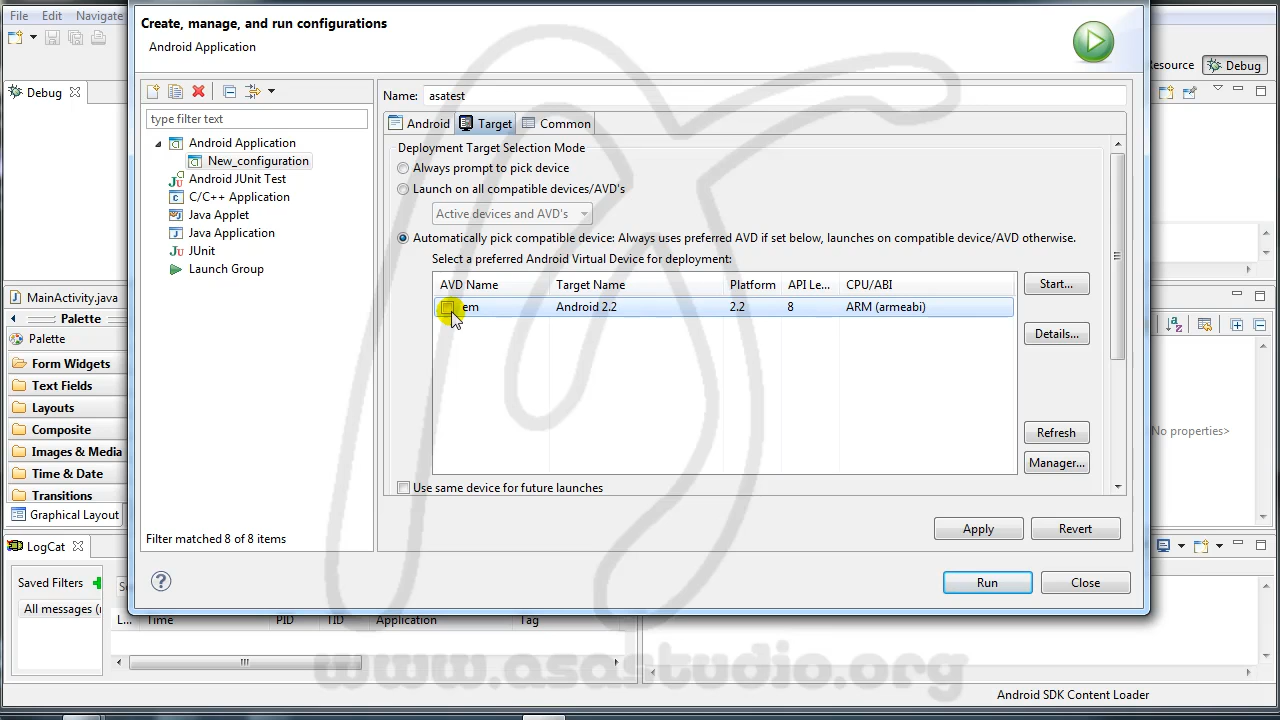 File Edit Navigate
Create, manage, and run configurations
Android Application
Resource Debug
Debug
Name: asatest
type filter text
Android Target Common
Android Application
New_configuration
Android JUnit Test
C/C++ Application
Java Applet
Java Application
JUnit
Launch Group
Deployment Target Selection Mode
Always prompt to pick device
Launch on all compatible devices/AVD's
Active devices and AVD's
Automatically pick compatible device: Always uses preferred AVD if set below, launches on compatible device/AVD otherwise.
Select a preferred Android Virtual Device for deployment:
AVD Name Target Name Platform API Le... CPU/ABI
em Android 2.2 2.2 8 ARM (armeabi)
Start...
Details...
Refresh
Manager...
Use same device for future launches
Filter matched 8 of 8 items
Apply Revert
Run Close
MainActivity.java
Palette
Palette
Form Widgets
Text Fields
Layouts
Composite
Images & Media
Time & Date
Transitions
Graphical Layout
No properties>
LogCat
Saved Filters
All messages (
L... Time PID TID Application Tag
www.asastudio.org
Android SDK Content Loader